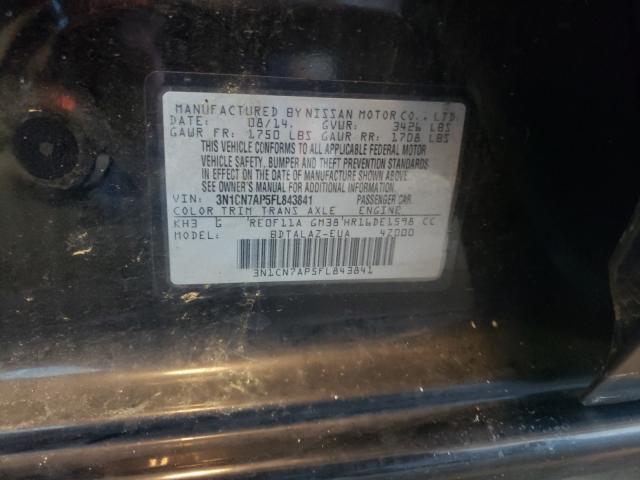 MANUFACTURED BY NISSAN MOTOR CO., LTD.
DATE: 08/14. GVWR: 3426 LBS
GAWR FR: 1750 LBS GAWR RR: 1708 LBS
THIS VEHICLE CONFORMS TO ALL APPLICABLE FEDERAL MOTOR
VEHICLE SAFETY, BUMPER AND THEFT PREVENTION STANDARDS
IN EFFECT ON THE DATE OF MANUFACTURE SHOWN ABOVE.
SEE OWNER'S MANUAL FOR ADDITIONAL INFORMATION.
VIN: 3N1CN7AP5FL843841 PASSENGER CAR.
COLOR TRIM TRANS AXLE ENGINE
KH3 G RE0F11A GM38 HR16DE1598 CC
BDTALAZ-EUA 47000
3N1CN7AP5FL843841